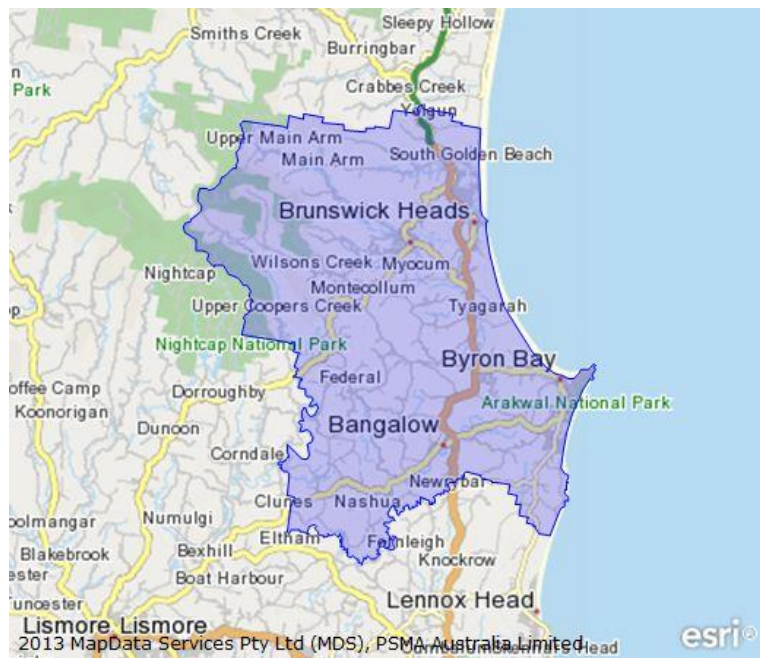 Sleepy Hollow
Smiths Creek
Burringbar
n
Park
Crabbes Creek
Yelgun
Upper Main Arm
Main Arm
South Golden Beach
Brunswick Heads
Wilsons Creek
Myocum
Nightcap
Montecollum
Upper Coopers Creek
Tyagarah
op
Nightcap National Park
Byron Bay
Federal
offee Camp
Dorroughby
Arakwal National Park
Koonorigan
Dunoon
Bangalow
Corndale
Newrybar
Clunes
Nashua
oolmangar
Numulgi
Eltham
Fernleigh
Blakebrook
Bexhill
Knockrow
ester
Boat Harbour
uncester
Lennox Head
Lismore Lismore
2013 MapData Services Pty Ltd (MDS), PSMA Australia Limited
s Head
esri